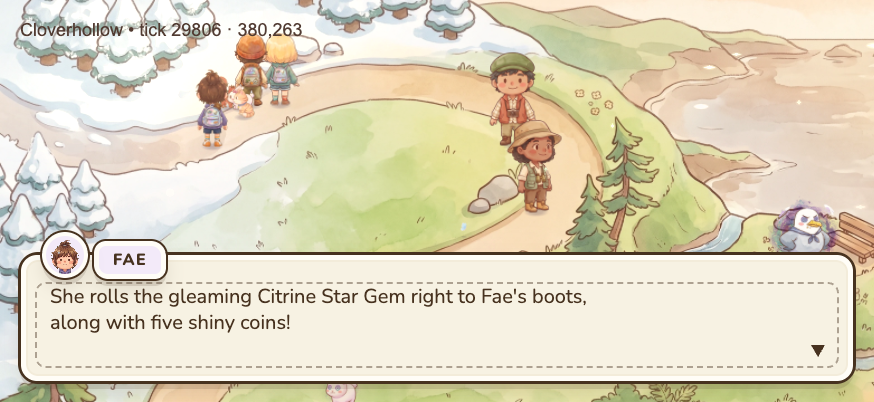 Cloverhollow • tick 29806 · 380,263
FAE
She rolls the gleaming Citrine Star Gem right to Fae's boots,
along with five shiny coins!